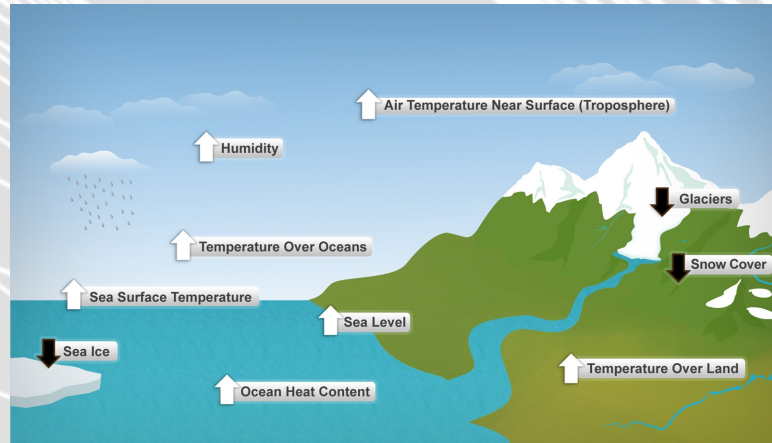 Air Temperature Near Surface (Troposphere)
Humidity
Glaciers
Temperature Over Oceans
Snow Cover
Sea Surface Temperature
Sea Level
Sea Ice
Temperature Over Land
Ocean Heat Content